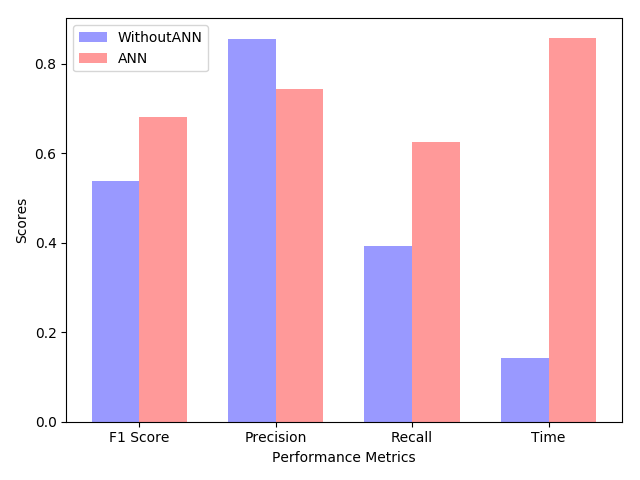 WithoutANN
ANN
Scores
0.8
0.6
0.4
0.2
0.0
F1 Score Precision Recall Time
Performance Metrics